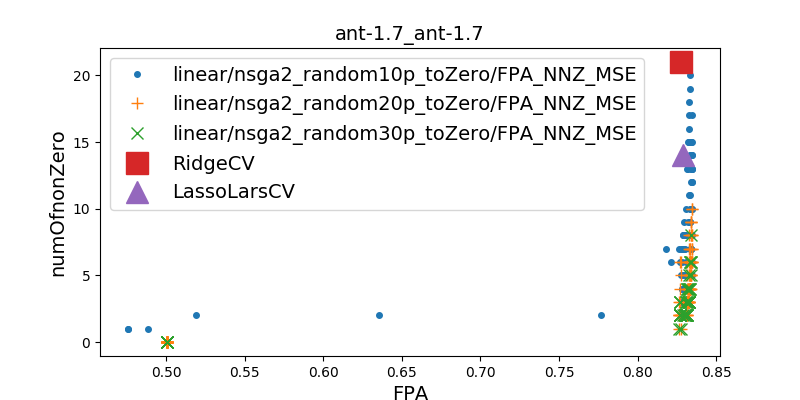 ant-1.7_ant-1.7
linear/nsga2_random10p_toZero/FPA_NNZ_MSE
linear/nsga2_random20p_toZero/FPA_NNZ_MSE
linear/nsga2_random30p_toZero/FPA_NNZ_MSE
RidgeCV
LassoLarsCV
numOfnonZero
20
15
10
5
0
0.50 0.55 0.60 0.65 0.70 0.75 0.80 0.85
FPA